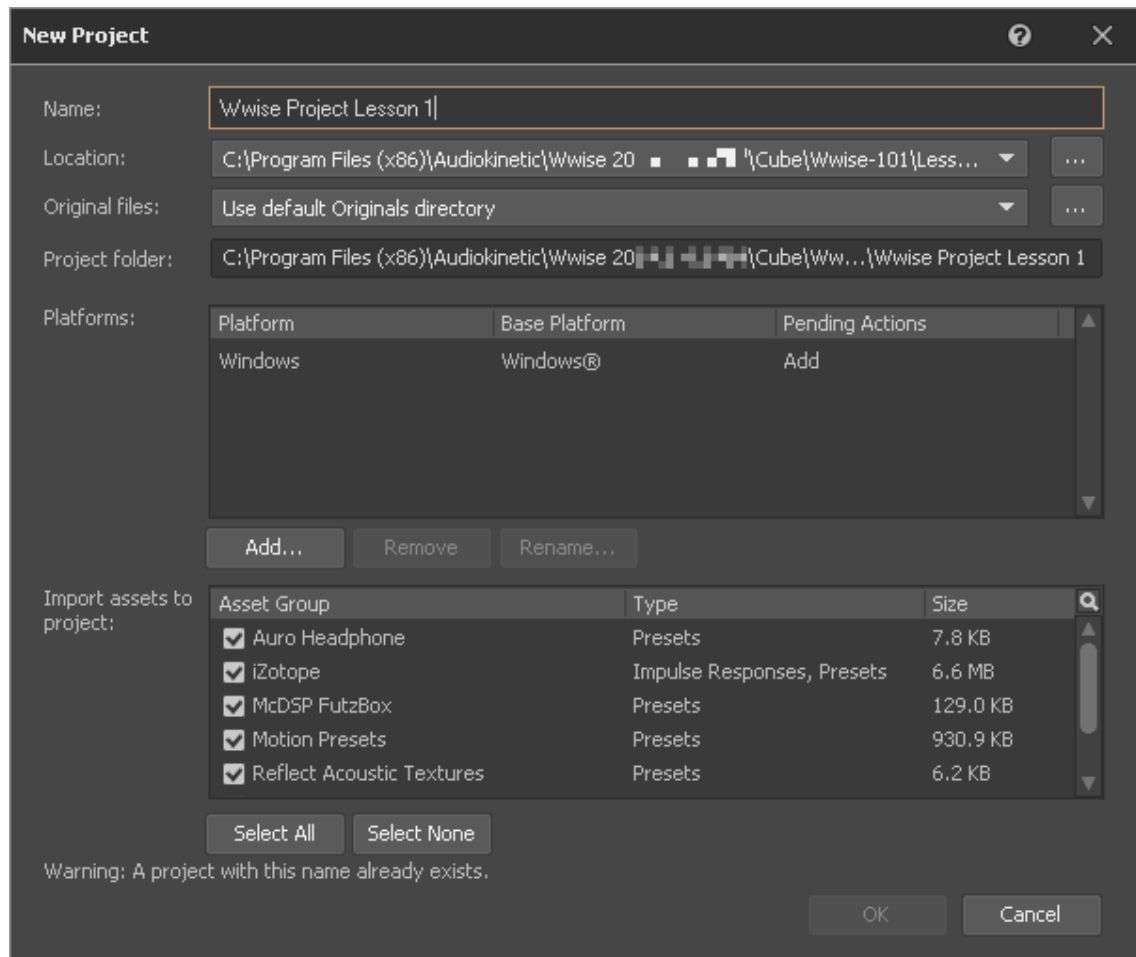 New Project
Name: Wwise Project Lesson 1
Location: C:\Program Files (x86)\Audiokinetic\Wwise 20 \Cube\Wwise-101\Less... ...
Original files: Use default Originals directory ...
Project folder: C:\Program Files (x86)\Audiokinetic\Wwise 20 \Cube\Ww...\Wwise Project Lesson 1
Platforms: Platform Base Platform Pending Actions
Windows Windows® Add
Add... Remove Rename...
Import assets to project: Asset Group Type Size
Auro Headphone Presets 7.8 KB
iZotope Impulse Responses, Presets 6.6 MB
McDSP FutzBox Presets 129.0 KB
Motion Presets Presets 930.9 KB
Reflect Acoustic Textures Presets 6.2 KB
Select All Select None
Warning: A project with this name already exists.
OK Cancel